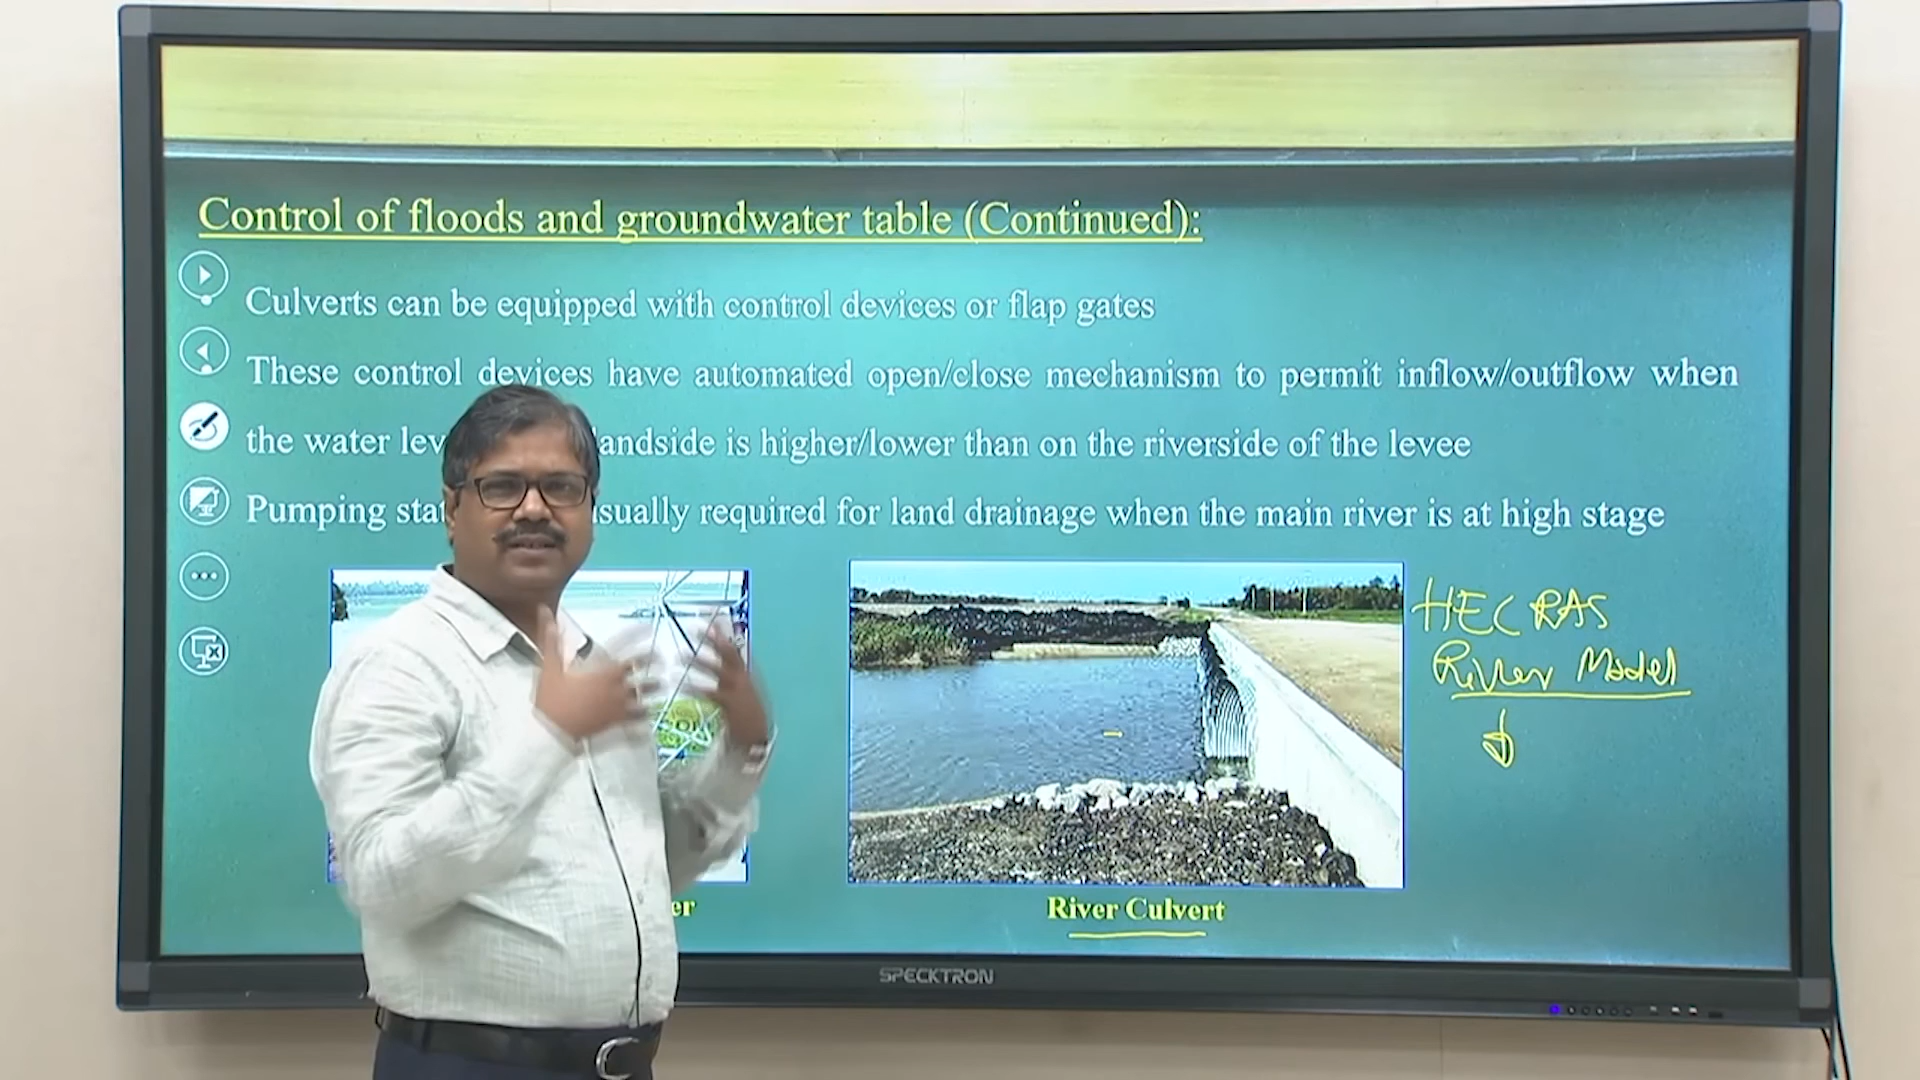 Control of floods and groundwater table (Continued):
Culverts can be equipped with control devices or flap gates
These control devices have automated open/close mechanism to permit inflow/outflow when
the water lev andside is higher/lower than on the riverside of the levee
Pumping sta sually required for land drainage when the main river is at high stage
HEC RAS
River Model
er
River Culvert
SPECKTRON